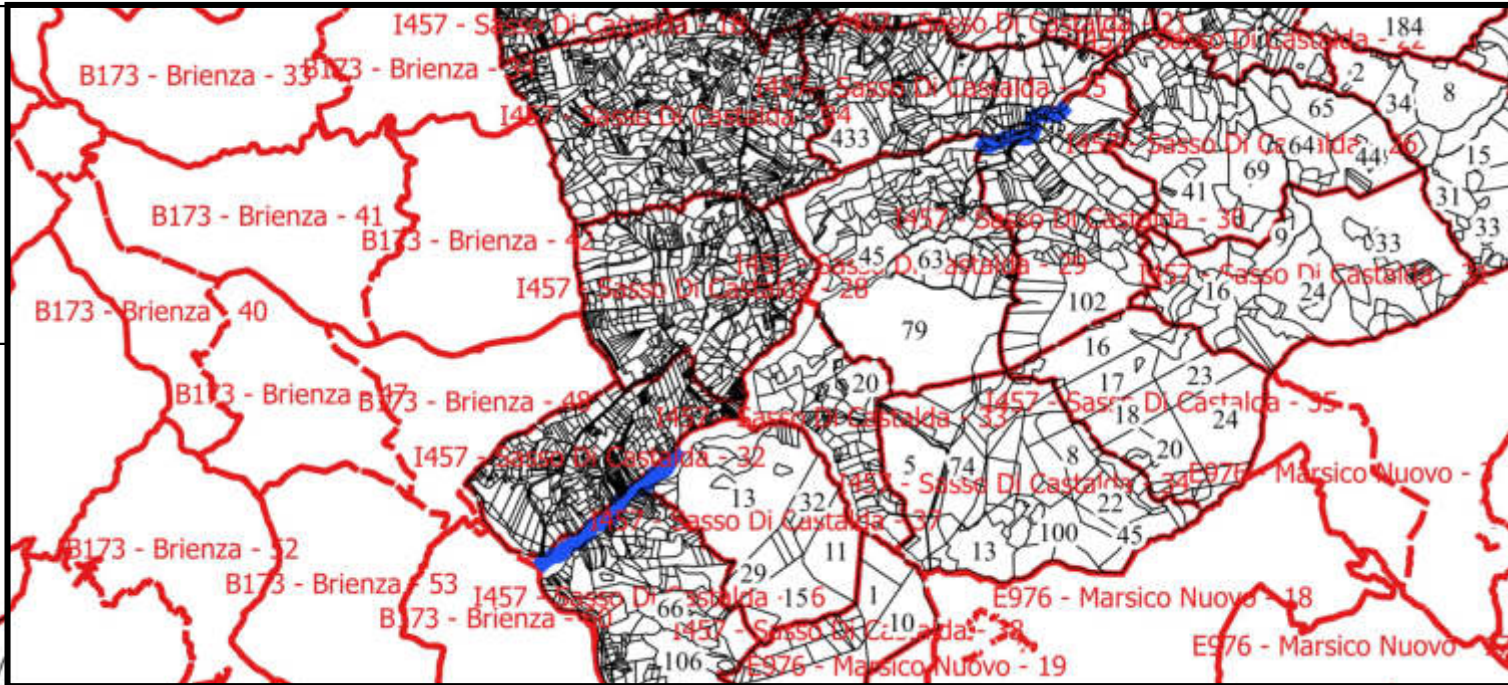 I457 - Sasso Di Castalda - 18
I457 - Sasso Di Castalda - 21
184
Sasso Di Castalda - 22
B173 - Brienza - 33
B173 - Brienza -
2
8
I457 - Sasso Di Castalda - 25
65
34
I457 - Sasso Di Castalda - 24
433
I457 - Sasso Di Castalda - 26
64
44
15
69
41
31
B173 - Brienza - 41
I457 - Sasso Di Castalda - 30
33
B173 - Brienza - 42
9
33
45
63
I457 - Sasso Di Castalda - 29
I457 - Sasso Di Castalda -
I457 - Sasso Di Castalda - 28
16
24
102
B173 - Brienza - 40
79
16
20
17
23
B173 - Brienza - 47
B173 - Brienza - 48
I457 - Sasso Di Castalda - 35
I457 - Sasso Di Castalda - 33
18
24
I457 - Sasso Di Castalda - 32
20
8
5
74
E976 - Marsico Nuovo - 3
I457 - Sasso Di Castalda - 34
13
32
22
I457 - Sasso Di Castalda - 37
100
45
B173 - Brienza - 52
11
13
B173 - Brienza - 53
29
I457 - Sasso Di Castalda -
15
6
1
E976 - Marsico Nuovo - 18
66
B173 - Brienza -
10
I457 - Sasso Di Castalda - 38
E976 - Marsico Nuovo
106
E976 - Marsico Nuovo - 19